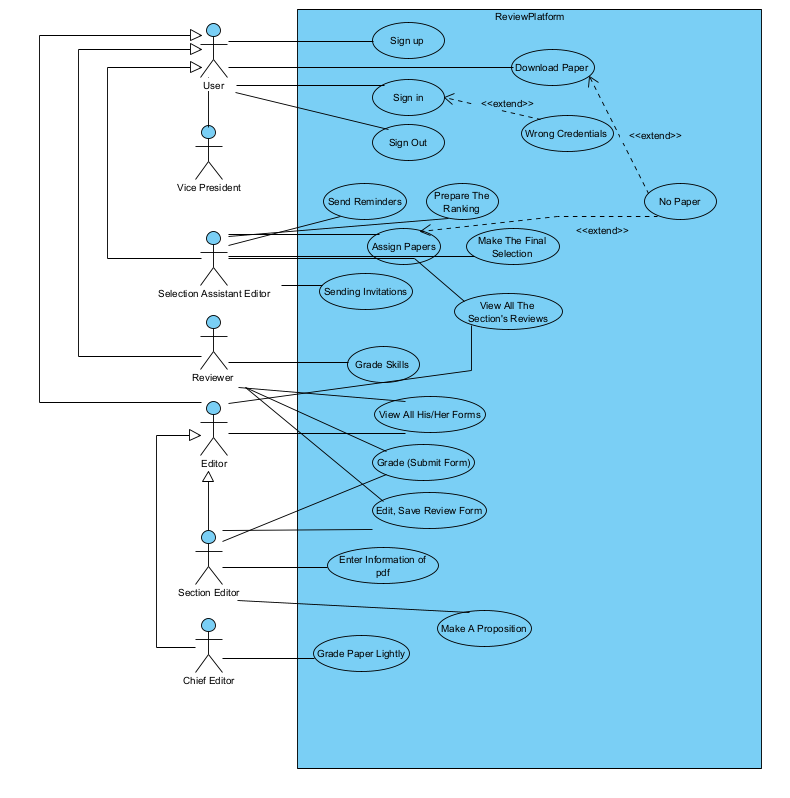 ReviewPlatform
Sign up
Download Paper
User
Sign in
<<extend>>
Wrong Credentials
<<extend>>
Sign Out
Vice President
Send Reminders
Prepare The
Ranking
No Paper
<<extend>>
Assign Papers
Make The Final
Selection
Selection Assistant Editor
Sending Invitations
View All The
Section's Reviews
Grade Skills
Reviewer
View All His/Her Forms
Editor
Grade (Submit Form)
Edit, Save Review Form
Enter Information of
pdf
Section Editor
Make A Proposition
Grade Paper Lightly
Chief Editor